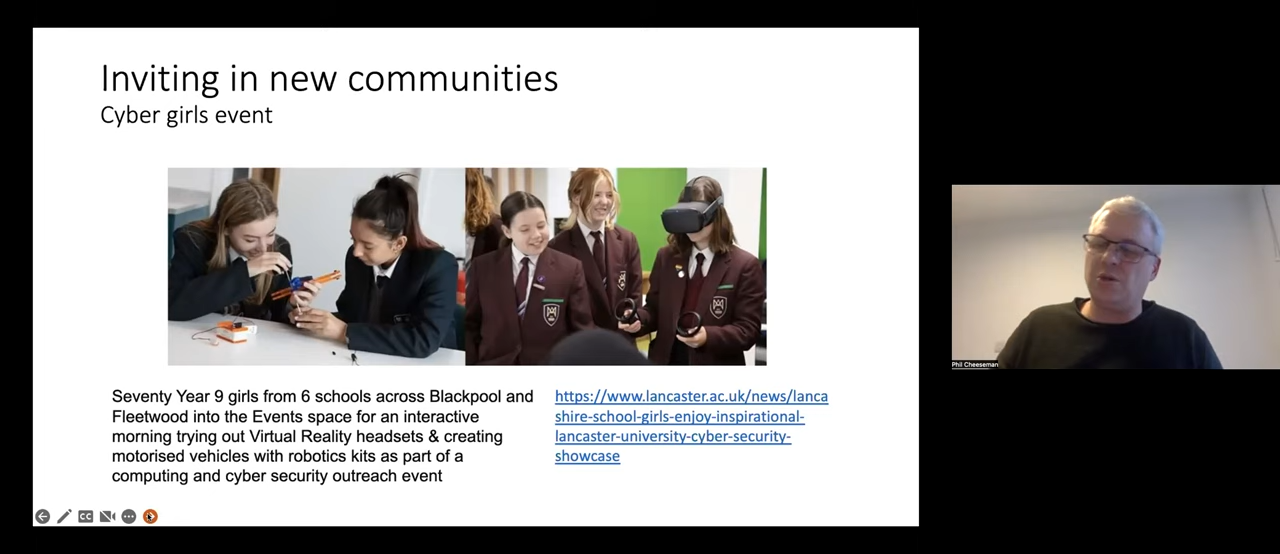 Inviting in new communities
Cyber girls event
Seventy Year 9 girls from 6 schools across Blackpool and
Fleetwood into the Events space for an interactive
morning trying out Virtual Reality headsets & creating
motorised vehicles with robotics kits as part of a
computing and cyber security outreach event
https://www.lancaster.ac.uk/news/lanca
shire-school-girls-enjoy-inspirational-
lancaster-university-cyber-security-
showcase
CC
Phil Cheeseman